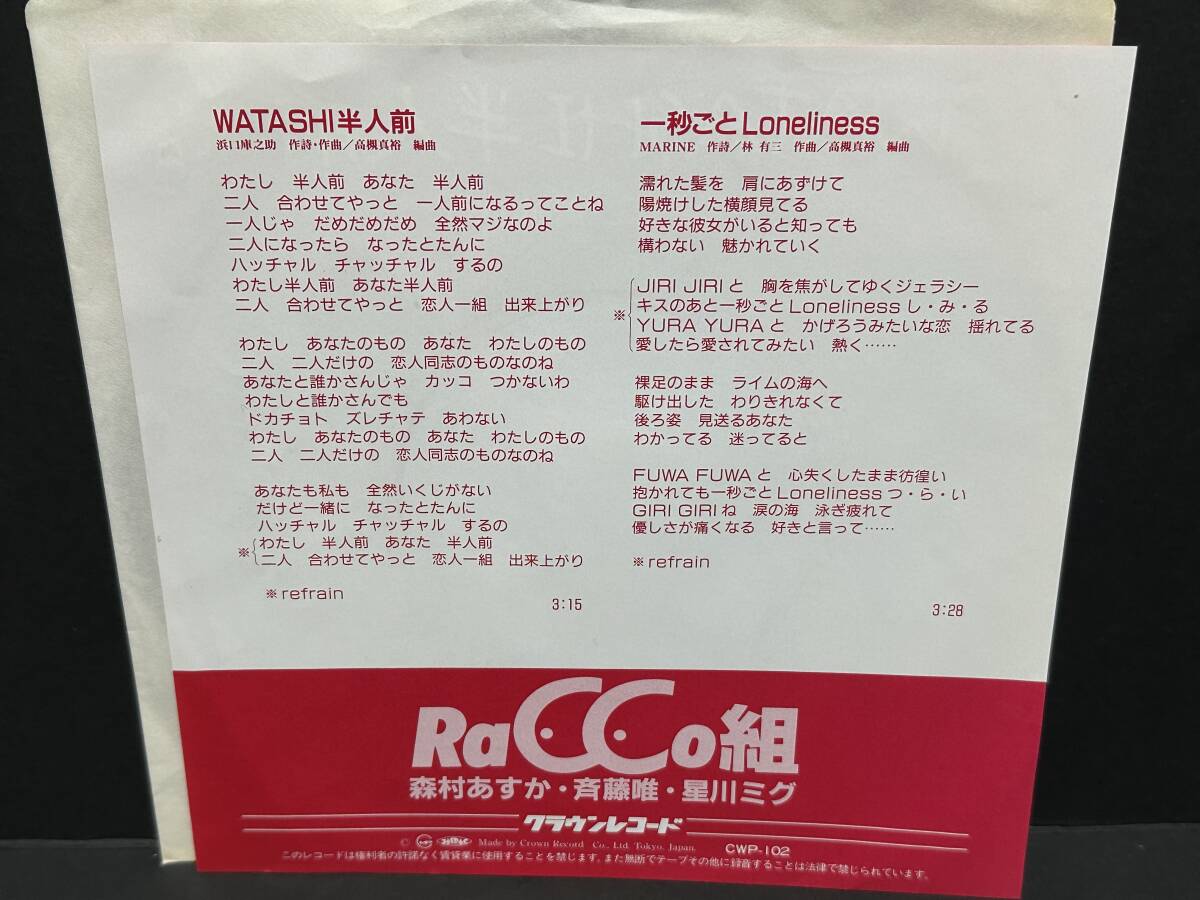 WATASHI半人前
浜口庫之助　作詩・作曲／高槻真裕　編曲
わたし　半人前　あなた　半人前
二人　合わせてやっと　一人前になるってことね
一人じゃ　だめだめだめ　全然マジなのよ
二人になったら　なったとたんに
ハッチャル　チャッチャル　するの
わたし半人前　あなた半人前
二人　合わせてやっと　恋人一組　出来上がり
わたし　あなたのもの　あなた　わたしのもの
二人　二人だけの　恋人同志のものなのね
あなたと誰かさんじゃ　カッコ　つかないわ
わたしと誰かさんでも
ドカチョト　ズレチャテ　あわない
わたし　あなたのもの　あなた　わたしのもの
二人　二人だけの　恋人同志のものなのね
あなたも私も　全然いくじがない
だけど一緒に　なったとたんに
ハッチャル　チャッチャル　するの
※わたし　半人前　あなた　半人前
二人　合わせてやっと　恋人一組　出来上がり
※refrain
3:15
一秒ごとLoneliness
MARINE　作詩／林 有三　作曲／高槻真裕　編曲
濡れた髪を　肩にあずけて
陽焼けした横顔見てる
好きな彼女がいると知っても
構わない　魅かれていく
JIRI JIRIと　胸を焦がしてゆくジェラシー
※キスのあと一秒ごとLonelinessし・み・る
YURA YURAと　かげろうみたいな恋　揺れてる
愛したら愛されてみたい　熱く……
裸足のまま　ライムの海へ
駆け出した　わりきれなくて
後ろ姿　見送るあなた
わかってる　迷ってると
FUWA FUWAと　心失くしたまま彷徨い
抱かれても一秒ごとLonelinessつ・ら・い
GIRI GIRIね　涙の海　泳ぎ疲れて
優しさが痛くなる　好きと言って……
※refrain
3:28
RaCCo組
森村あすか・斉藤唯・星川ミグ
クラウンレコード
Made by Crown Record Co., Ltd. Tokyo. Japan. CWP-102
このレコードは権利者の許諾なく賃貸業に使用することを禁じます。また無断でテープその他に録音することは法律で禁じられています。